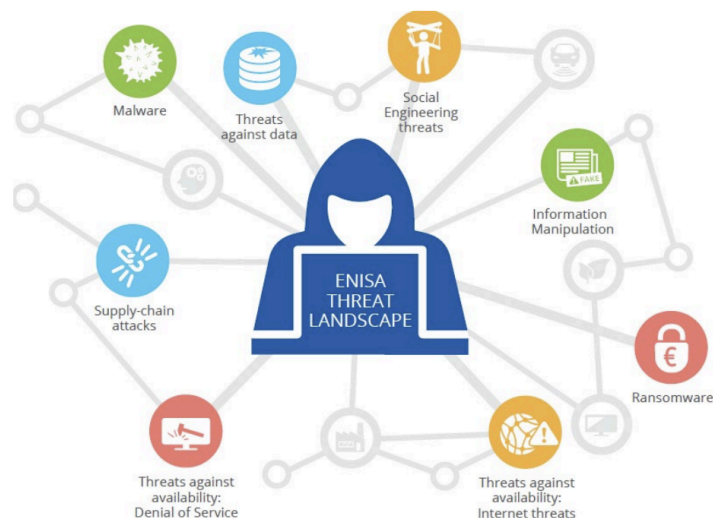 Malware
Threats
against data
Social
Engineering
threats
FAKE
Information
Manipulation
ENISA
THREAT
LANDSCAPE
Supply-chain
attacks
€
Ransomware
Threats against
availability:
Denial of Service
Threats against
availability:
Internet threats